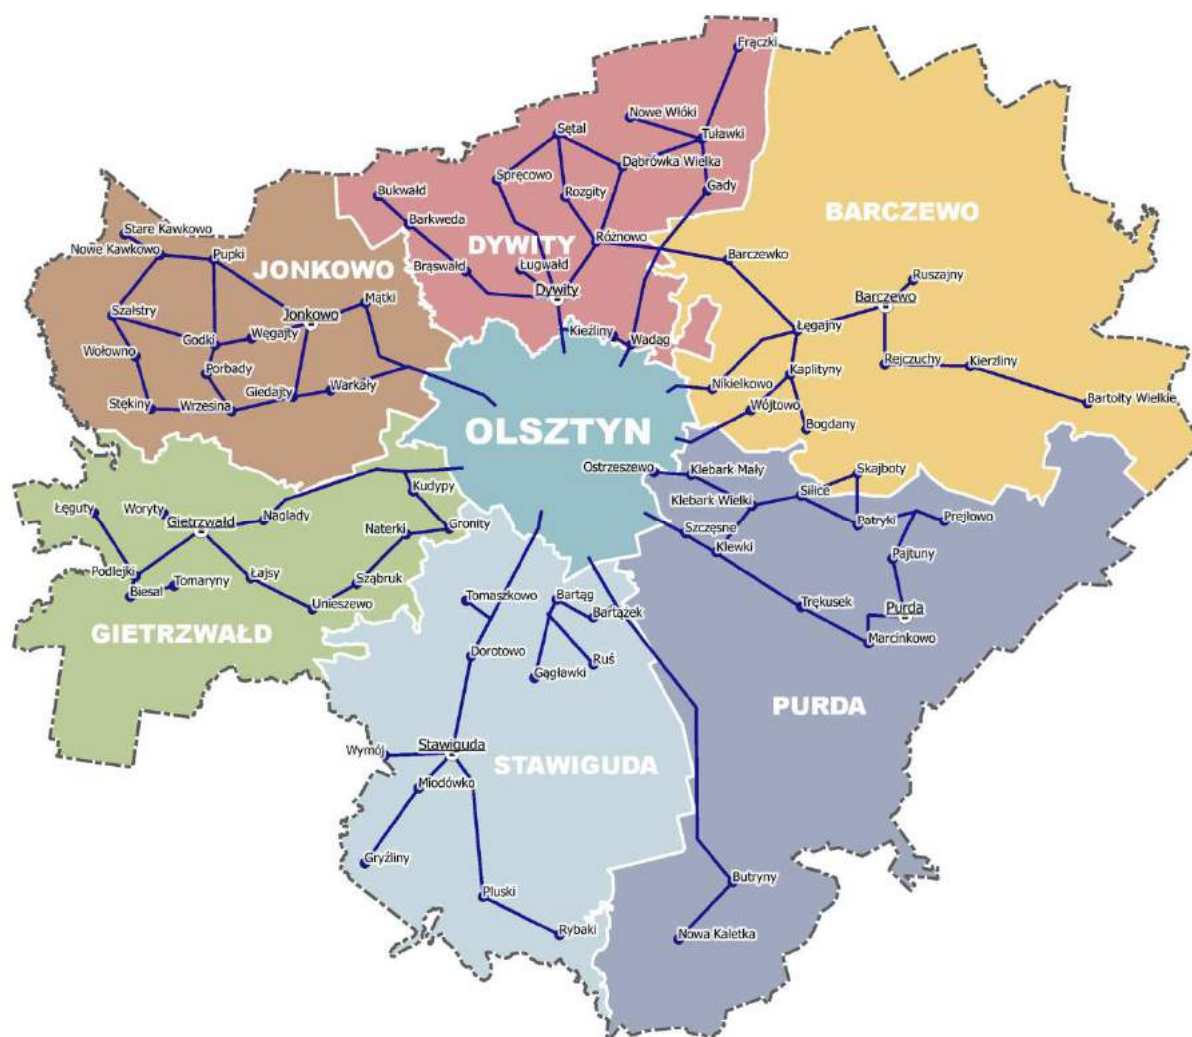 Frączki
Nowe Włóki
Sętal
Tuławki
Dąbrówka Wielka
Spręcowo
Rozgity
Gady
Bukwałd
Barkweda
BARCZEWO
Stare Kawkowo
Nowe Kawkowo
Pupki
DYWITY
Różnowo
Barczewko
JONKOWO
Brąswałd
Ługwałd
Ruszajny
Dywity
Barczewo
Mątki
Szałstry
Jonkowo
Łęgajny
Godki
Węgajty
Kieźliny
Wadąg
Wołowno
Rejczuchy
Kierzliny
Porbady
Kaplityny
Giedajty
Warkały
Nikielkowo
Stękiny
Wrzesina
Wójtowo
Bartołty Wielkie
OLSZTYN
Bogdany
Ostrzeszewo
Klebark Mały
Skajboty
Kudypy
Silice
Łęguty
Woryty
Klebark Wielki
Gietrzwałd
Naglady
Patryki
Prejłowo
Naterki
Gronity
Szczęsne
Klewki
Pajtuny
Podlejki
Łajsy
Tomaryny
Biesal
Sząbruk
Unieszewo
Tomaszkowo
Bartąg
Bartążek
Trękusek
Purda
GIETRZWAŁD
Marcinkowo
Dorotowo
Ruś
Gągławki
PURDA
Stawiguda
Wymój
STAWIGUDA
Miodówko
Gryźliny
Butryny
Pluski
Rybaki
Nowa Kaletka